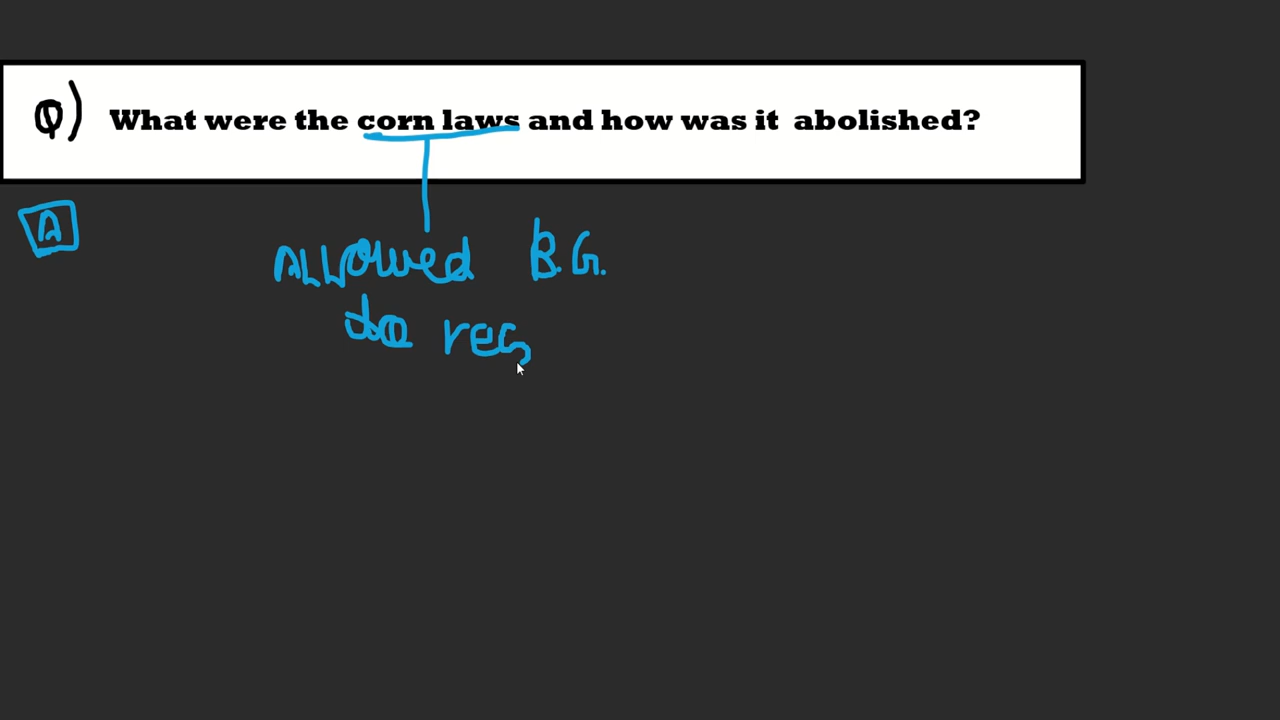 Q) What were the corn laws and how was it abolished?
A
ALLowed B.G.
to reg